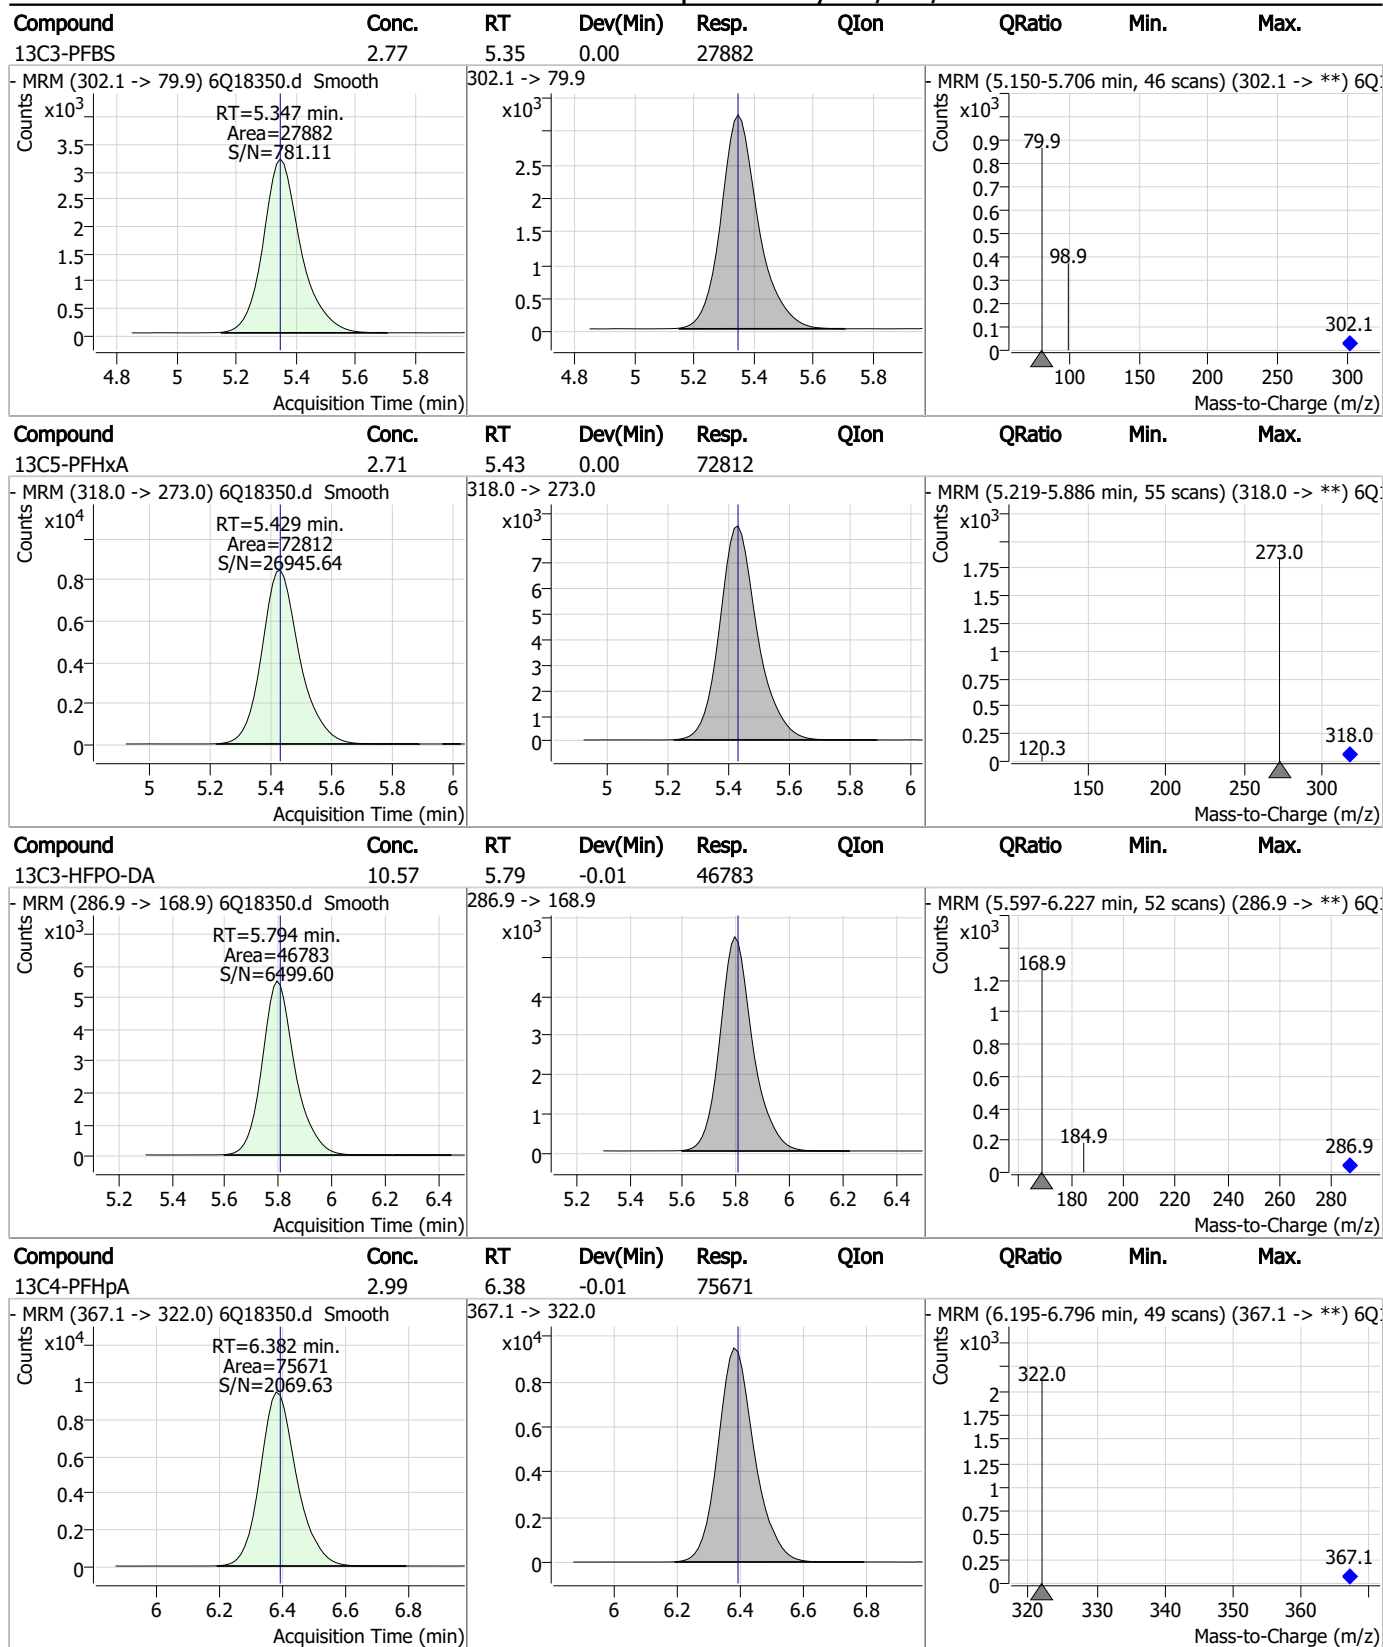 Compound Conc. RT Dev(Min) Resp. QIon QRatio Min. Max.
13C3-PFBS 2.77 5.35 0.00 27882
- MRM (302.1 -> 79.9) 6Q18350.d Smooth
Counts
x10³
RT=5.347 min.
Area=27882
S/N=781.11
3.5
3
2.5
2
1.5
1
0.5
0
4.8 5 5.2 5.4 5.6 5.8
Acquisition Time (min)
302.1 -> 79.9
x10³
2.5
2
1.5
1
0.5
0
4.8 5 5.2 5.4 5.6 5.8
- MRM (5.150-5.706 min, 46 scans) (302.1 -> **) 6Q
Counts
x10³
0.9
0.8
0.7
0.6
0.5
0.4
0.3
0.2
0.1
0
79.9
98.9
302.1
100 150 200 250 300
Mass-to-Charge (m/z)
Compound Conc. RT Dev(Min) Resp. QIon QRatio Min. Max.
13C5-PFHxA 2.71 5.43 0.00 72812
- MRM (318.0 -> 273.0) 6Q18350.d Smooth
Counts
x10⁴
RT=5.429 min.
Area=72812
S/N=26945.64
0.8
0.6
0.4
0.2
0
5 5.2 5.4 5.6 5.8 6
Acquisition Time (min)
318.0 -> 273.0
x10³
7
6
5
4
3
2
1
0
5 5.2 5.4 5.6 5.8 6
- MRM (5.219-5.886 min, 55 scans) (318.0 -> **) 6Q
Counts
x10³
1.75
1.5
1.25
1
0.75
0.5
0.25
0
273.0
120.3
318.0
150 200 250 300
Mass-to-Charge (m/z)
Compound Conc. RT Dev(Min) Resp. QIon QRatio Min. Max.
13C3-HFPO-DA 10.57 5.79 -0.01 46783
- MRM (286.9 -> 168.9) 6Q18350.d Smooth
Counts
x10³
RT=5.794 min.
Area=46783
S/N=6499.60
6
5
4
3
2
1
0
5.2 5.4 5.6 5.8 6 6.2 6.4
Acquisition Time (min)
286.9 -> 168.9
x10³
4
3
2
1
0
5.2 5.4 5.6 5.8 6 6.2 6.4
- MRM (5.597-6.227 min, 52 scans) (286.9 -> **) 6Q
Counts
x10³
1.2
1
0.8
0.6
0.4
0.2
0
168.9
184.9
286.9
180 200 220 240 260 280
Mass-to-Charge (m/z)
Compound Conc. RT Dev(Min) Resp. QIon QRatio Min. Max.
13C4-PFHpA 2.99 6.38 -0.01 75671
- MRM (367.1 -> 322.0) 6Q18350.d Smooth
Counts
x10⁴
RT=6.382 min.
Area=75671
S/N=2069.63
1
0.8
0.6
0.4
0.2
0
6 6.2 6.4 6.6 6.8
Acquisition Time (min)
367.1 -> 322.0
x10⁴
0.8
0.6
0.4
0.2
0
6 6.2 6.4 6.6 6.8
- MRM (6.195-6.796 min, 49 scans) (367.1 -> **) 6Q
Counts
x10³
2
1.75
1.5
1.25
1
0.75
0.5
0.25
0
322.0
367.1
320 330 340 350 360
Mass-to-Charge (m/z)